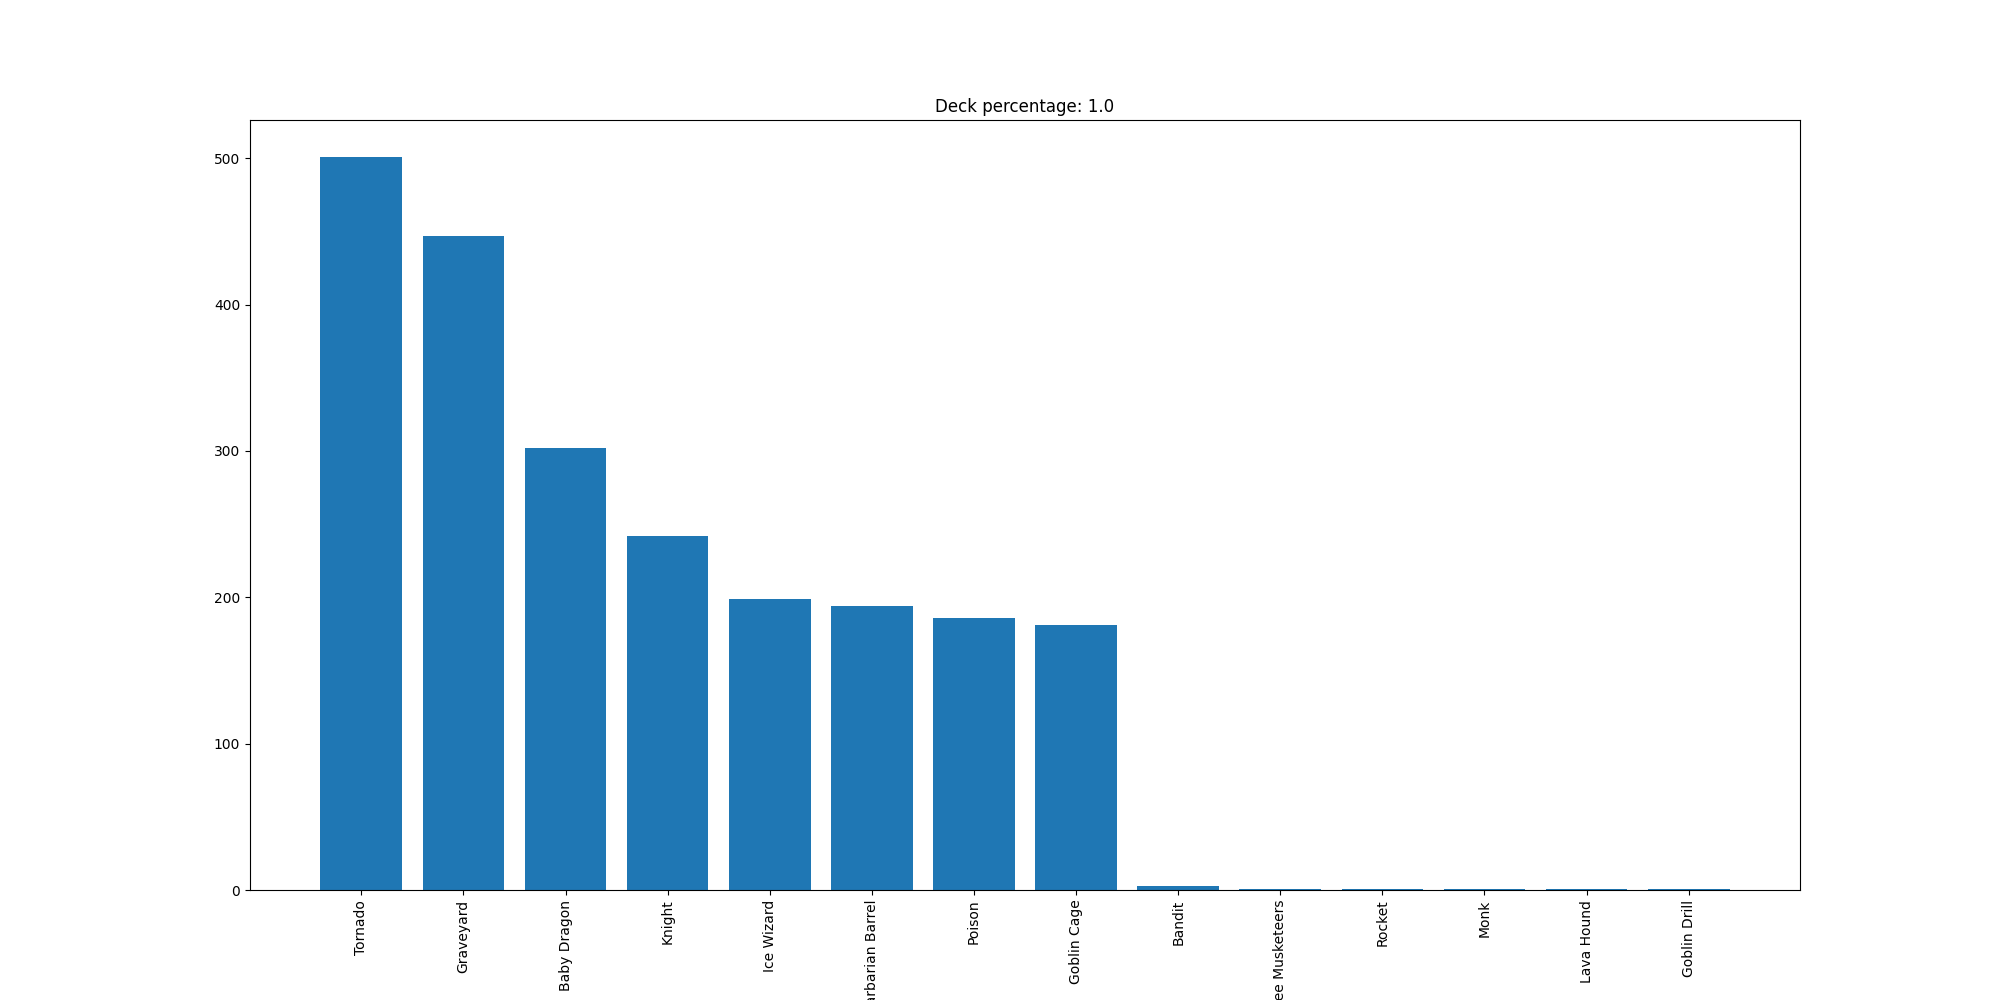 Deck percentage: 1.0
500
400
300
200
100
0
Tornado
Graveyard
Baby Dragon
Knight
Ice Wizard
arbarian Barrel
Poison
Goblin Cage
Bandit
ee Musketeers
Rocket
Monk
Lava Hound
Goblin Drill